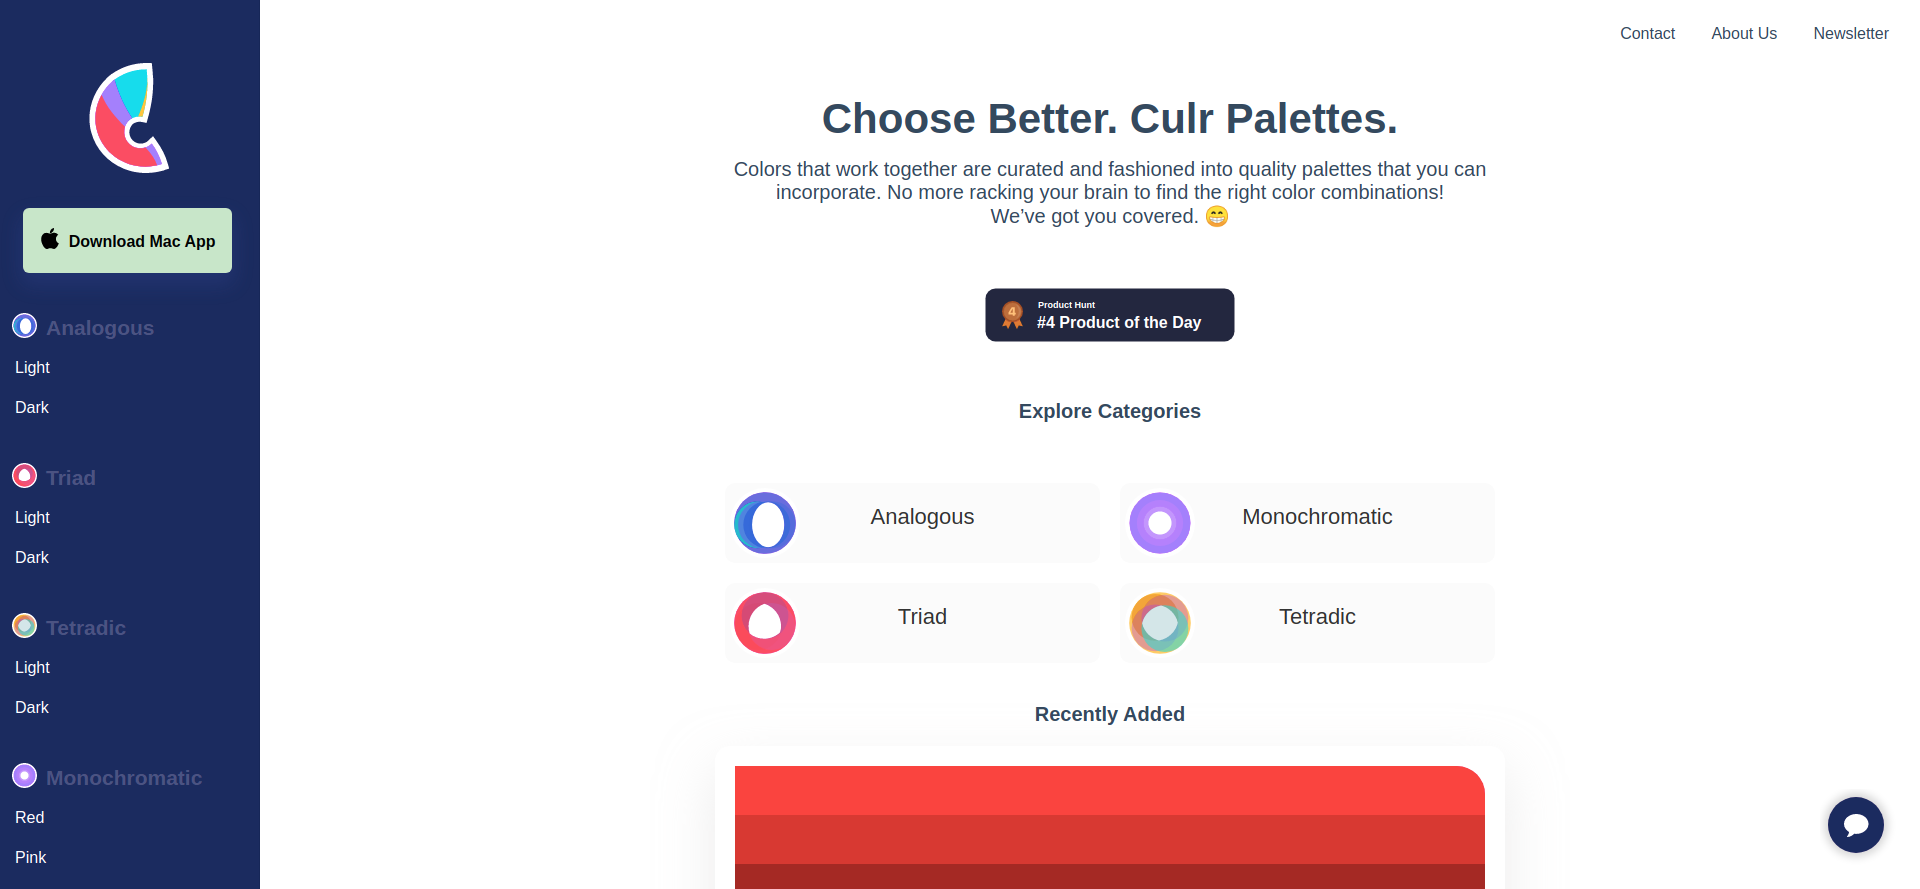 Contact
About Us
Newsletter
Download Mac App
Analogous
Light
Dark
Triad
Light
Dark
Tetradic
Light
Dark
Monochromatic
Red
Pink
Choose Better. Culr Palettes.
Colors that work together are curated and fashioned into quality palettes that you can
incorporate. No more racking your brain to find the right color combinations!
We’ve got you covered. 😁
4
Product Hunt
#4 Product of the Day
Explore Categories
Analogous
Monochromatic
Triad
Tetradic
Recently Added